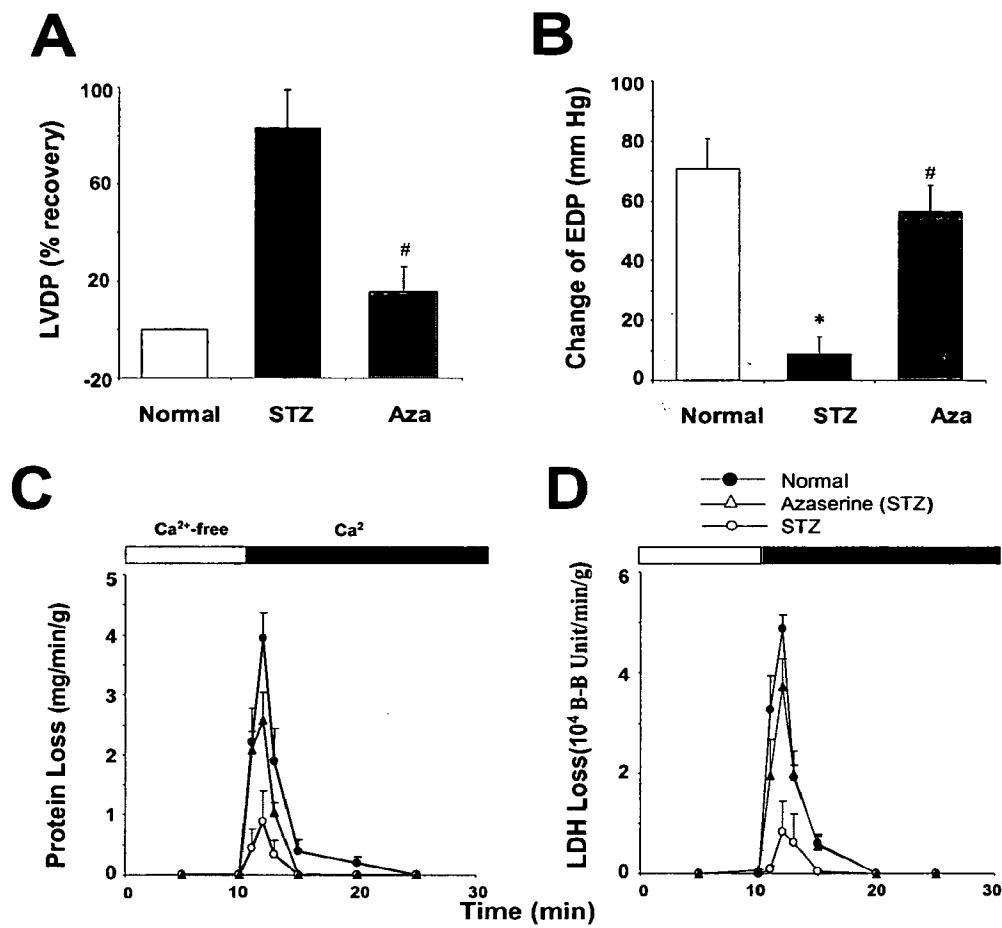 A
LVDP (% recovery)
100
60
20
-20
Normal STZ Aza
#
B
Change of EDP (mm Hg)
100
80
60
40
20
0
Normal STZ Aza
*
#
C
Ca²⁺-free Ca²
Protein Loss (mg/min/g)
5
4
3
2
1
0
0 10 20 30
D
Normal
Azaserine (STZ)
STZ
LDH Loss(10⁴ B-B Unit/min/g)
6
4
2
0
0 10 20 30
Time (min)